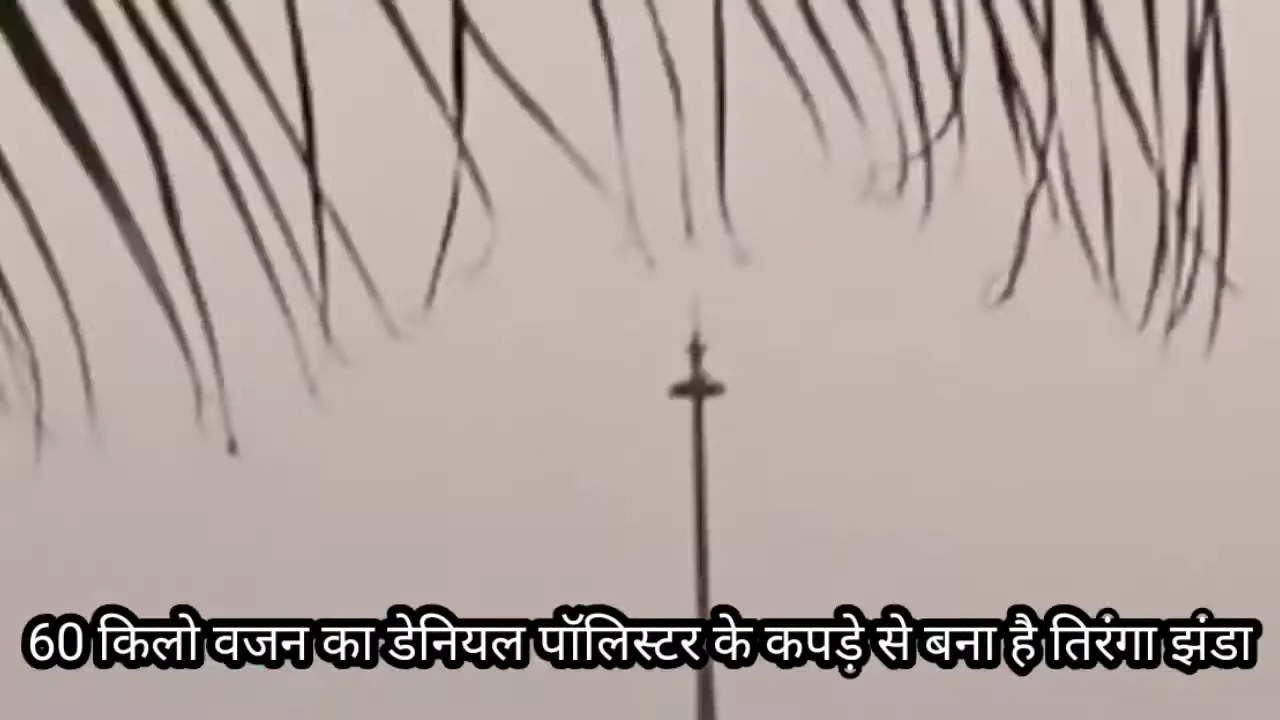 60 किलो वजन का डेनियल पॉलिस्टर के कपड़े से बना है तिरंगा झंडा